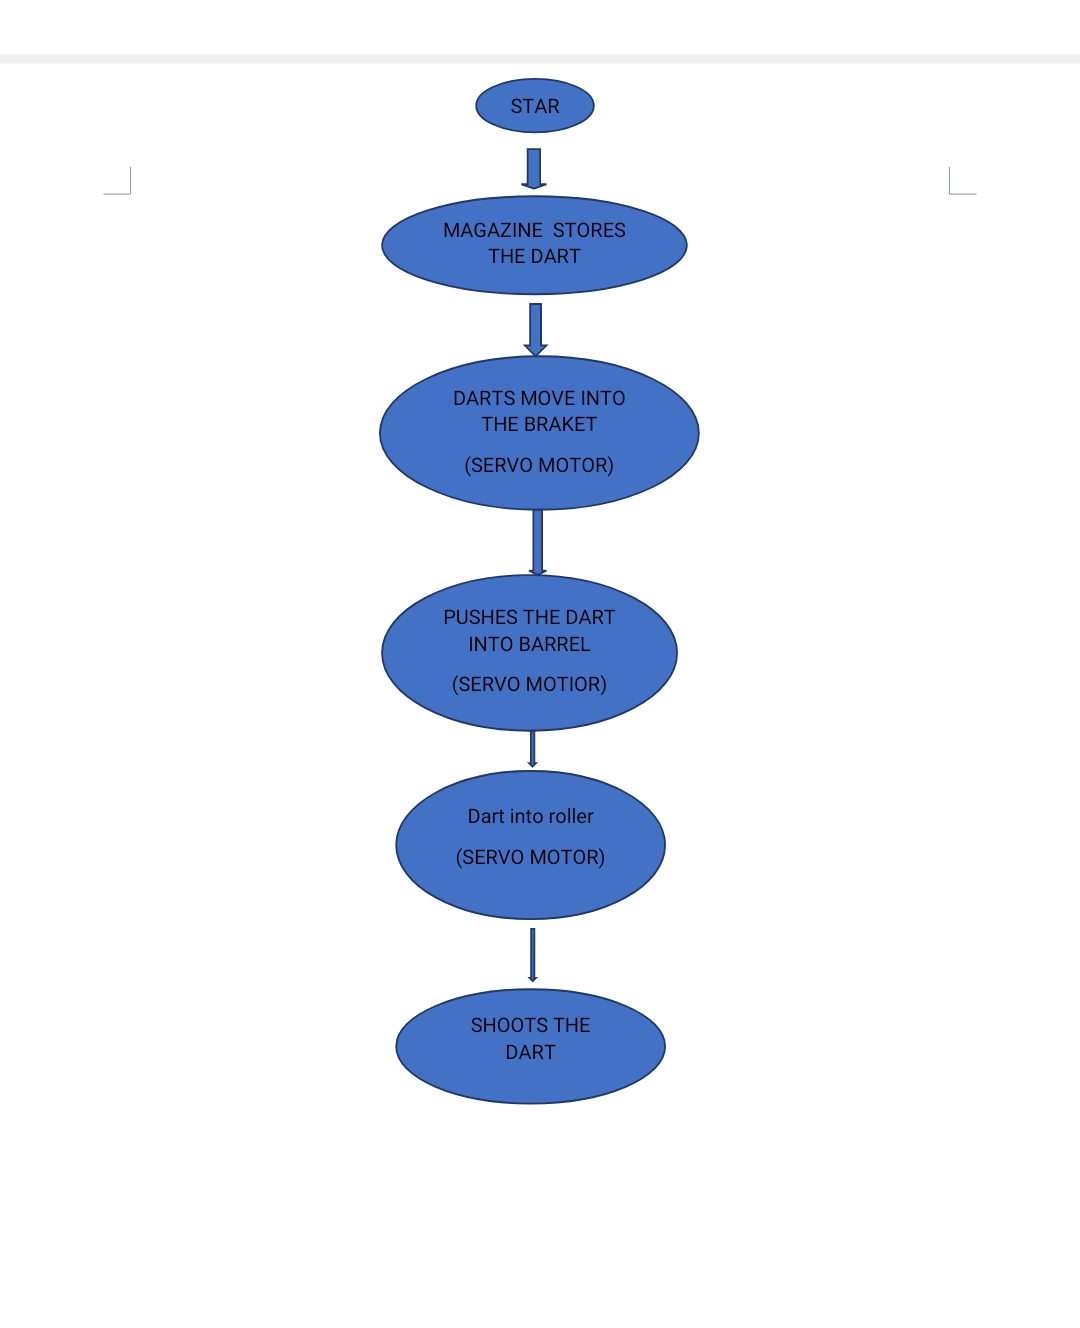 STAR
MAGAZINE  STORES
THE DART
DARTS MOVE INTO
THE BRAKET
(SERVO MOTOR)
PUSHES THE DART
INTO BARREL
(SERVO MOTIOR)
Dart into roller
(SERVO MOTOR)
SHOOTS THE
DART